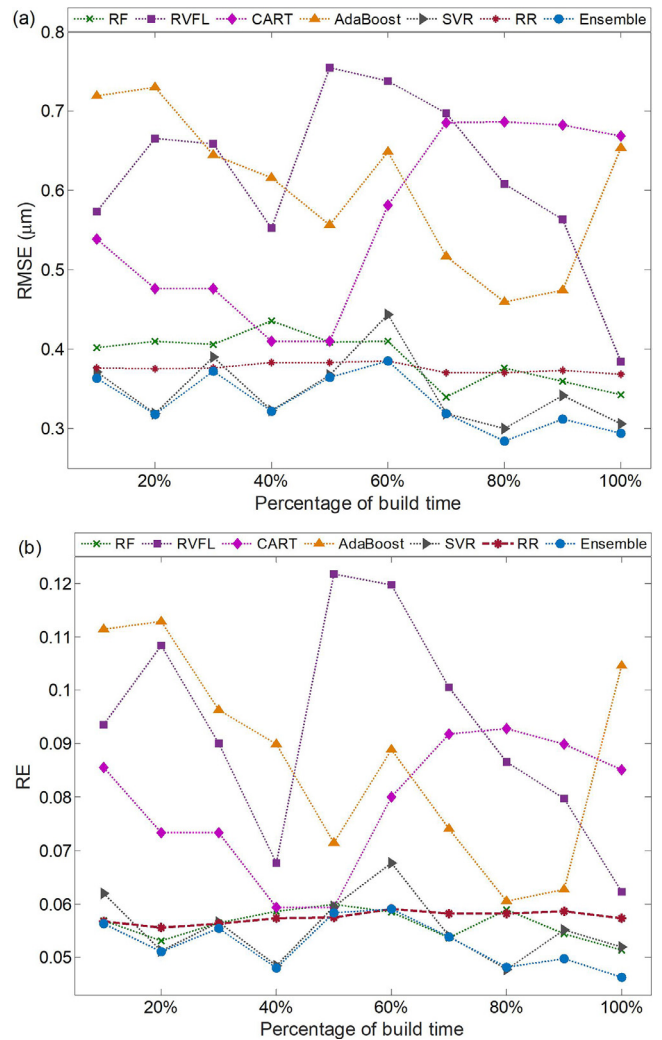 (a)
RF RVFL CART AdaBoost SVR RR Ensemble
0.8
0.7
0.6
0.5
0.4
0.3
RMSE (μm)
20% 40% 60% 80% 100%
Percentage of build time
(b)
RF RVFL CART AdaBoost SVR RR Ensemble
0.12
0.11
0.1
0.09
0.08
0.07
0.06
0.05
RE
20% 40% 60% 80% 100%
Percentage of build time